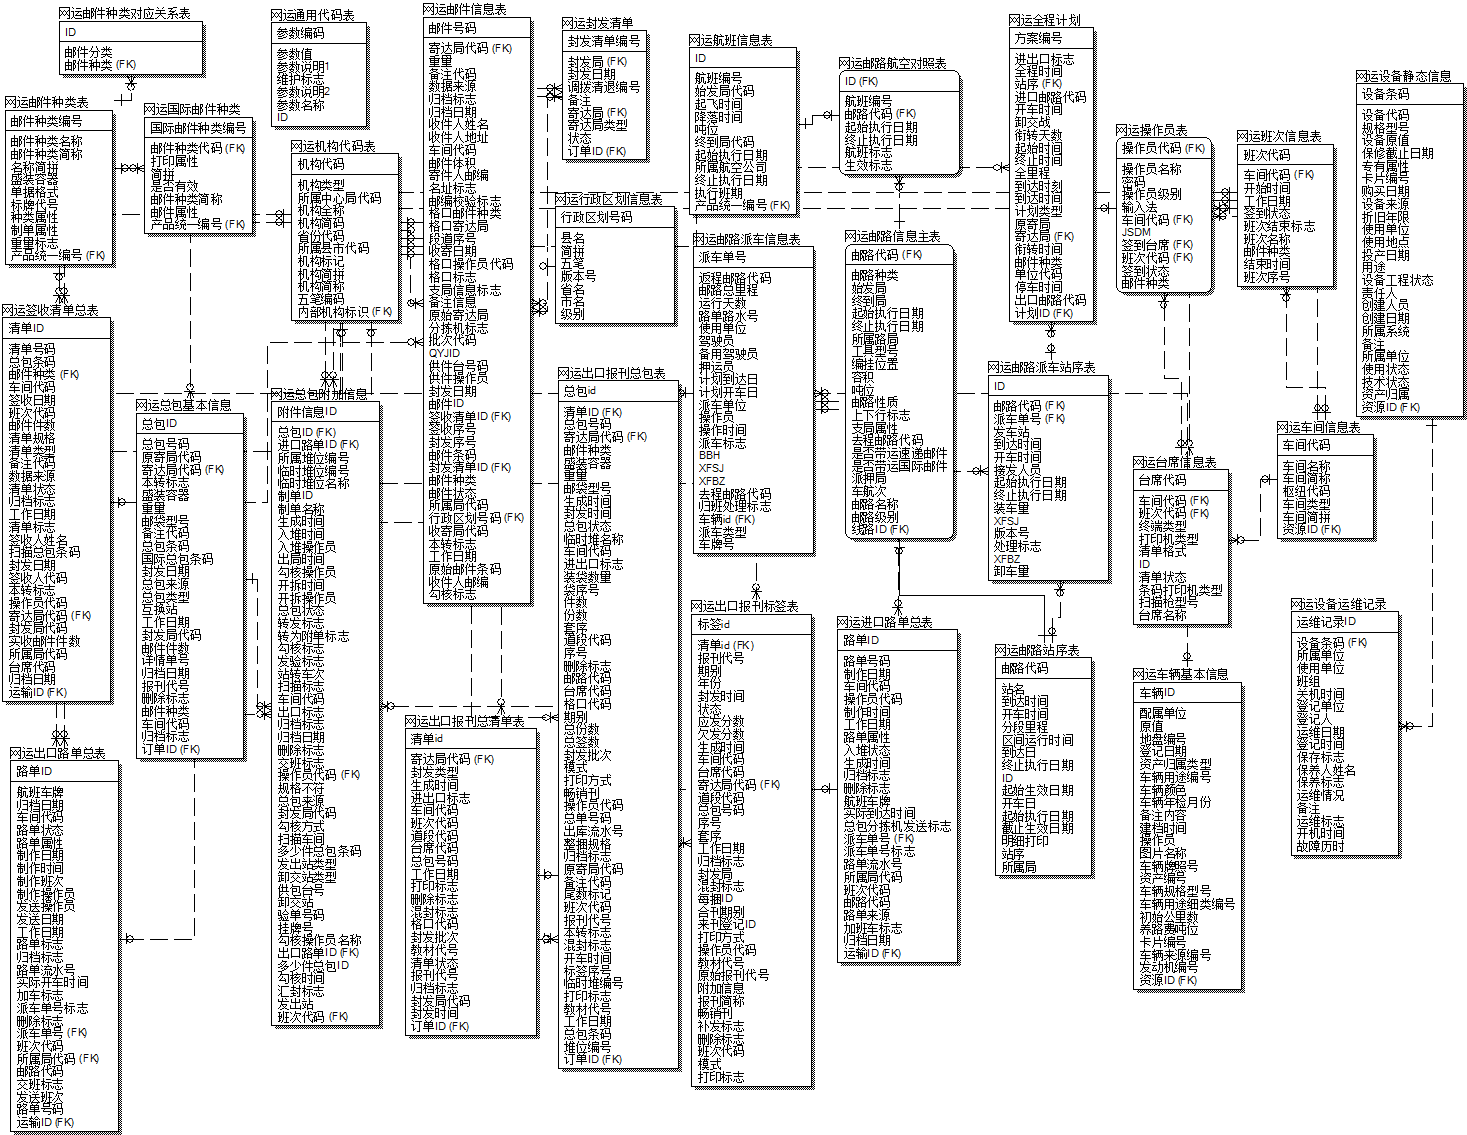 网运邮件种类对应关系表
ID
邮件分类
邮件种类 (FK)
网运通用代码表
参数编码
参数值
参数说明1
维护标志
参数说明2
参数名称
ID
网运邮件信息表
邮件号码
寄达局代码 (FK)
重量
备注代码
数据来源
归档标志
归档日期
收件人姓名
收件人地址
车间代码
邮件体积
寄件人邮编
名址标志
邮编校验标志
格口邮件种类
格口寄达局
段道序号
收寄日期
格口操作员代码
格口标志
支局信息标志
备注信息
原始寄达局
分拣机标志
批次代码
QYJID
供件台号码
供件操作员
封发日期
邮件ID
签收清单ID (FK)
签收序号
封发序号
邮件条码
封发清单ID (FK)
邮件种类
邮件状态
所属局代码
行政区划号码 (FK)
收寄局代码
本转标志
工作日期
原始邮件条码
收件人邮编
勾核标志
网运封发清单
封发清单编号
封发局 (FK)
封发日期
调拨清退编号
备注
寄达局 (FK)
寄达局类型
状态
订单ID (FK)
网运航班信息表
ID
航班编号
始发局代码
起飞时间
降落时间
吨位
终到局代码
起始执行日期
所属航空公司
终止执行日期
执行班期
产品统一编号 (FK)
网运邮路航空对照表
ID (FK)
航班编号
邮路代码 (FK)
起始执行日期
终止执行日期
航班标志
生效标志
网运全程计划
方案编号
进出口标志
全程时间
站序 (FK)
进口邮路代码
开车时间
卸交站
衔转天数
起始时间
终止时间
全里程
到达时刻
到达时间
计划类型
原寄局
寄达局 (FK)
衔转时间
邮件种类
单位代码
停车时间
出口邮路代码
计划ID (FK)
网运设备静态信息
设备条码
设备代码
规格型号
设备原值
保修截止日期
专有属性
卡片编号
购买日期
设备来源
折旧年限
使用单位
使用地点
投产日期
用途
设备工程状态
责任人
创建人员
创建日期
所属系统
备注
所属单位
使用状态
技术状态
资产归属
资源ID (FK)
网运邮件种类表
邮件种类编号
邮件种类名称
邮件种类简称
名称简拼
盛装容器
单据格式
标牌代号
种类属性
制单属性
重量标志
产品统一编号 (FK)
网运国际邮件种类
国际邮件种类编号
邮件种类代码 (FK)
打印属性
简拼
是否有效
邮件种类简称
邮件属性
产品统一编号 (FK)
网运机构代码表
机构代码
机构类型
所属中心局代码
机构全称
机构简码
省份代码
所属县市代码
机构标记
机构简拼
机构简称
五笔编码
内部机构标识 (FK)
网运行政区划信息表
行政区划号码
县名
简拼
五笔
版本号
省名
市名
级别
网运邮路派车信息表
派车单号
返程邮路代码
邮路总里程
运行天数
路单路水号
使用单位
驾驶员
备用驾驶员
押运员
计划到达日
计划开车日
派车单位
操作员
操作时间
派车标志
BBH
XFSJ
XFBZ
去程邮路代码
归班处理标志
车辆id (FK)
派车类型
车牌号
网运邮路信息主表
邮路代码 (FK)
邮路种类
始发局
终到局
起始执行日期
终止执行日期
所属路局
工具型号
编挂位置
容积
吨位
邮路性质
上下行标志
支局属性
去程邮路代码
是否带运速递邮件
是否带运国际邮件
派押局
车航次
邮路名称
邮路级别
线路ID (FK)
网运操作员表
操作员代码 (FK)
操作员名称
密码
操作员级别
输入法
车间代码 (FK)
JSDM
签到台席 (FK)
班次代码 (FK)
签到状态
邮件种类
网运班次信息表
班次代码
车间代码 (FK)
开始时间
工作日期
签到状态
班次结束标志
班次名称
邮件种类
结束时间
班次序号
网运签收清单总表
清单ID
清单号码
总包条码
邮件种类 (FK)
车间代码
签收日期
班次代码
邮件件数
清单规格
清单类型
备注代码
数据来源
清单状态
归档标志
工作日期
清单标志
签收人姓名
扫描总包条码
封发日期
签收人代码
本转标志
操作员代码
寄达局代码 (FK)
封发局代码
实收邮件件数
所属局代码
台席代码
归档日期
运输ID (FK)
网运总包基本信息
总包ID
总包号码
原寄局代码
寄达局代码 (FK)
本转标志
盛装容器
重量
邮袋型号
备注代码
总包条码
国际总包条码
封发日期
总包来源
总包类型
互换站
工作日期
封发局代码
邮件件数
详情单号
归档日期
报刊代号
删除标志
邮件种类
车间代码
归档标志
订单ID (FK)
网运总包附加信息
附件信息ID
总包ID (FK)
进口路单ID (FK)
所属堆位编号
临时堆位编号
临时堆位名称
制单ID
制单名称
生成时间
入堆时间
入堆操作员
出局时间
勾核操作员
开拆时间
开拆操作员
总包状态
转发标志
转为附单标志
勾核标志
发验标志
站转车次
扫描标志
车间代码
出口标志
归档标志
归档日期
删除标志
交班标志
操作员代码 (FK)
规格不符
总包来源
封发局代码
勾核方式
扫描车间
多少件总包条码
发出站类型
卸交站类型
供包台号
卸交站
验单号码
挂牌号
勾核操作员名称
出口路单ID (FK)
多少件总包ID
勾核时间
汇封标志
发出站
班次代码 (FK)
网运出口报刊总包表
总包id
清单ID (FK)
总包号码
寄达局代码 (FK)
邮件种类
盛装容器
重量
邮袋型号
生成时间
封发时间
总包状态
临时堆名称
车间代码
进出口标志
装袋数量
袋序号
件数
份数
套席
道段代码
序号
删除标志
邮路代码
台席代码
格口代码
期别
总份数
总签数
封发批次
模式
打印方式
畅销刊
操作员代码
总单号码
出库流水号
整捆规格
归档标志
原寄局代码
备注代码
尾数标记
班次代码
报刊代号
本转标志
混封标志
开车时间
标签序号
临时堆编号
打印标志
教材代号
工作日期
总包条码
堆位编号
订单ID (FK)
网运邮路派车站序表
ID
邮路代码 (FK)
派车单号 (FK)
发车站
到达时间
开车时间
接发人员
起始执行日期
终止执行日期
装车量
XFSJ
版本号
处理标志
XFBZ
卸车量
网运台席信息表
台席代码
车间代码 (FK)
班次代码 (FK)
终端类型
打印机类型
清单格式
ID
清单状态
条码打印机类型
扫描枪型号
台席名称
网运车间信息表
车间代码
车间名称
车间简称
枢纽代码
车间类型
车间简拼
资源ID (FK)
网运出口报刊标签表
标签id
清单id (FK)
报刊代号
期别
年份
封发时间
状态
应发分数
欠发分数
生成时间
车间代码
台席代码
寄达局代码 (FK)
道段代码
总包号码
序号
套序
工作日期
归档标志
封发局
混封标志
每捆ID
合刊期别
来刊登记ID
打印方式
操作员代码
教材代号
原始报刊代号
附加信息
报刊简称
畅销刊
补发标志
删除标志
班次代码
模式
打印标志
网运进口路单总表
路单ID
路单号码
制作日期
车间代码
操作员代码
制作时间
工作日期
路单属性
入堆状态
生成时间
归档标志
删除标志
航班车牌
实际到达时间
总包分拣机发送标志
派车单号 (FK)
派车单号标志
路单流水号
所属局代码
班次代码
邮路代码
路单来源
加班车标志
归档日期
运输ID (FK)
网运邮路站序表
邮路代码
站名
到达时间
开车时间
分段里程
区间运行时间
到达日
终止执行日期
ID
起始生效日期
开车日
起始执行日期
截止生效日期
明细打印
站序
所属局
网运车辆基本信息
车辆ID
配属单位
原值
地盘编号
登记日期
资产归属类型
车辆用途编号
车辆颜色
车辆年检月份
备注内容
建档时间
操作员
图片名称
车辆牌照号
资产编号
车辆规格型号
车辆用途细类编号
初始公里数
养路费吨位
卡片编号
车辆来源编号
发动机编号
资源ID (FK)
网运设备运维记录
运维记录ID
设备条码 (FK)
所属单位
使用单位
班组
关机时间
登记单位
登记人
运维日期
登记时间
保存标志
保养人姓名
保养标志
运维情况
备注
运维标志
开机时间
故障历时
网运出口路单总表
路单ID
航班车牌
归档日期
车间代码
路单状态
路单属性
制作日期
制作时间
制作班次
制作操作员
发送操作员
发送日期
工作日期
路单标志
归档标志
路单流水号
实际开车时间
加车标志
派车单号标志
删除标志
派车单号 (FK)
班次代码
所属局代码 (FK)
邮路代码
交班标志
发送班次
路单号码
运输ID (FK)
网运出口报刊总清单表
清单id
寄达局代码 (FK)
封发类型
生成时间
进出口标志
车间代码
班次代码
道段代码
台席代码
总包号码
工作日期
打印标志
删除标志
混封标志
格口代码
封发批次
教材代号
清单状态
报刊代号
归档标志
封发局代码
封发时间
订单ID (FK)